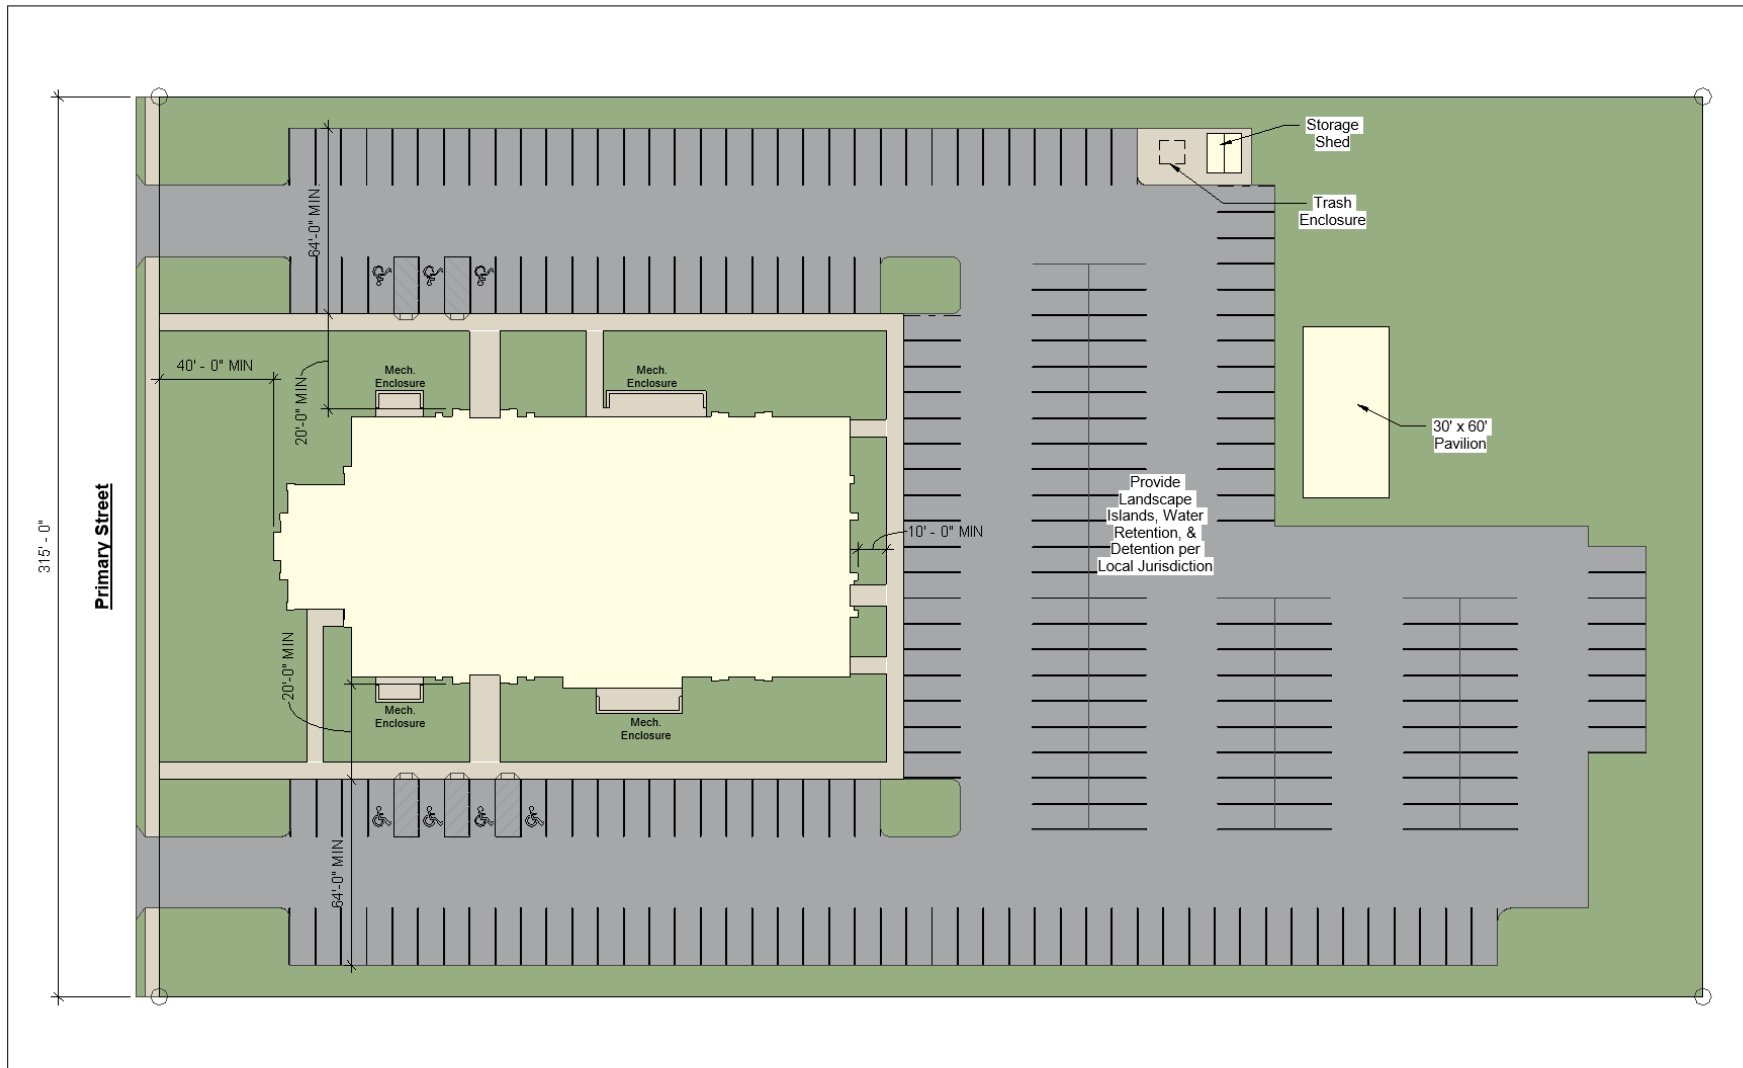 Storage
Shed
Trash
Enclosure
64'-0" MIN
40' - 0" MIN
20'-0" MIN
Mech.
Enclosure
Mech.
Enclosure
30' x 60'
Pavilion
Primary Street
315' - 0"
10' - 0" MIN
Provide
Landscape
Islands, Water
Retention, &
Detention per
Local Jurisdiction
20'-0" MIN
Mech.
Enclosure
Mech.
Enclosure
64'-0" MIN